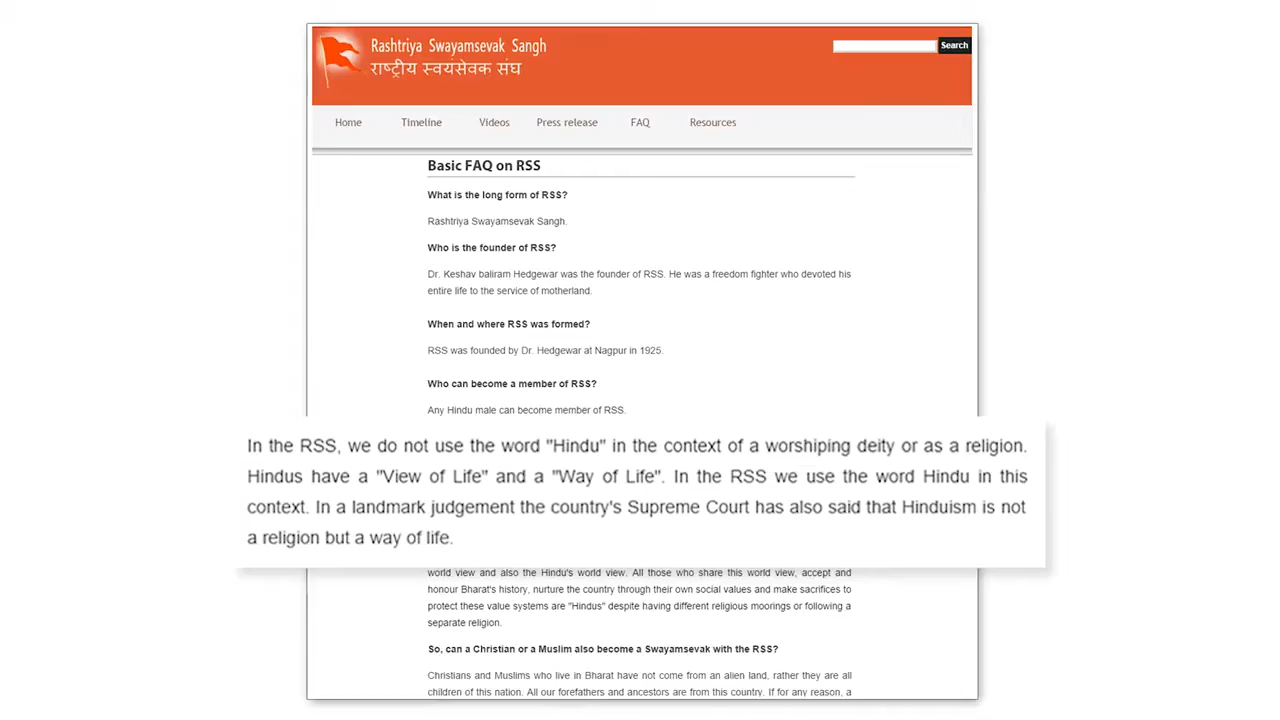 Rashtriya Swayamsevak Sangh
राष्ट्रीय स्वयंसेवक संघ
Search
Home Timeline Videos Press release FAQ Resources
Basic FAQ on RSS
What is the long form of RSS?
Rashtriya Swayamsevak Sangh.
Who is the founder of RSS?
Dr. Keshav baliram Hedgewar was the founder of RSS. He was a freedom fighter who devoted his
entire life to the service of motherland.
When and where RSS was formed?
RSS was founded by Dr. Hedgewar at Nagpur in 1925.
Who can become a member of RSS?
Any Hindu male can become member of RSS.
In the RSS, we do not use the word "Hindu" in the context of a worshiping deity or as a religion.
Hindus have a "View of Life" and a "Way of Life". In the RSS we use the word Hindu in this
context. In a landmark judgement the country's Supreme Court has also said that Hinduism is not
a religion but a way of life.
world view and also the Hindu's world view. All those who share this world view, accept and
honour Bharat's history, nurture the country through their own social values and make sacrifices to
protect these value systems are "Hindus" despite having different religious moorings or following a
separate religion.
So, can a Christian or a Muslim also become a Swayamsevak with the RSS?
Christians and Muslims who live in Bharat have not come from an alien land, rather they are all
children of this nation. All our forefathers and ancestors are from this country. If for any reason, a